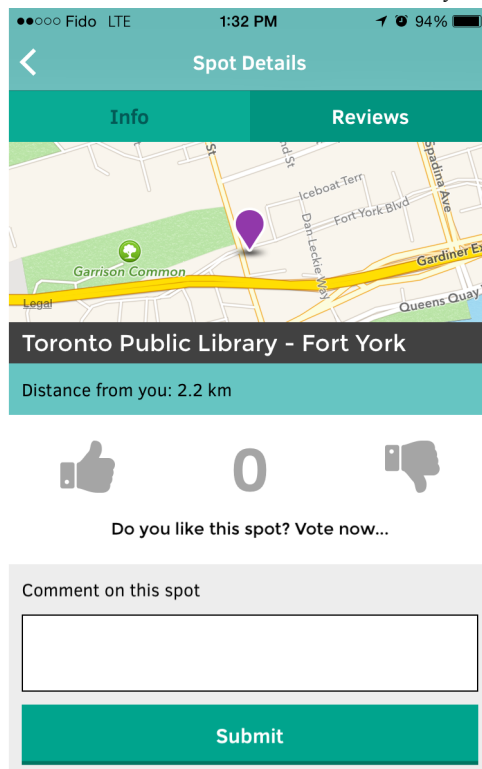 Fido LTE 1:32 PM 94%
Spot Details
Info Reviews
St
nd St
Spadina Ave
Iceboat Terr
Fort York Blvd
Dan Leckie Way
Garrison Common
Gardiner Ex
Legal
Queens Quay
Toronto Public Library - Fort York
Distance from you: 2.2 km
0
Do you like this spot? Vote now...
Comment on this spot
Submit